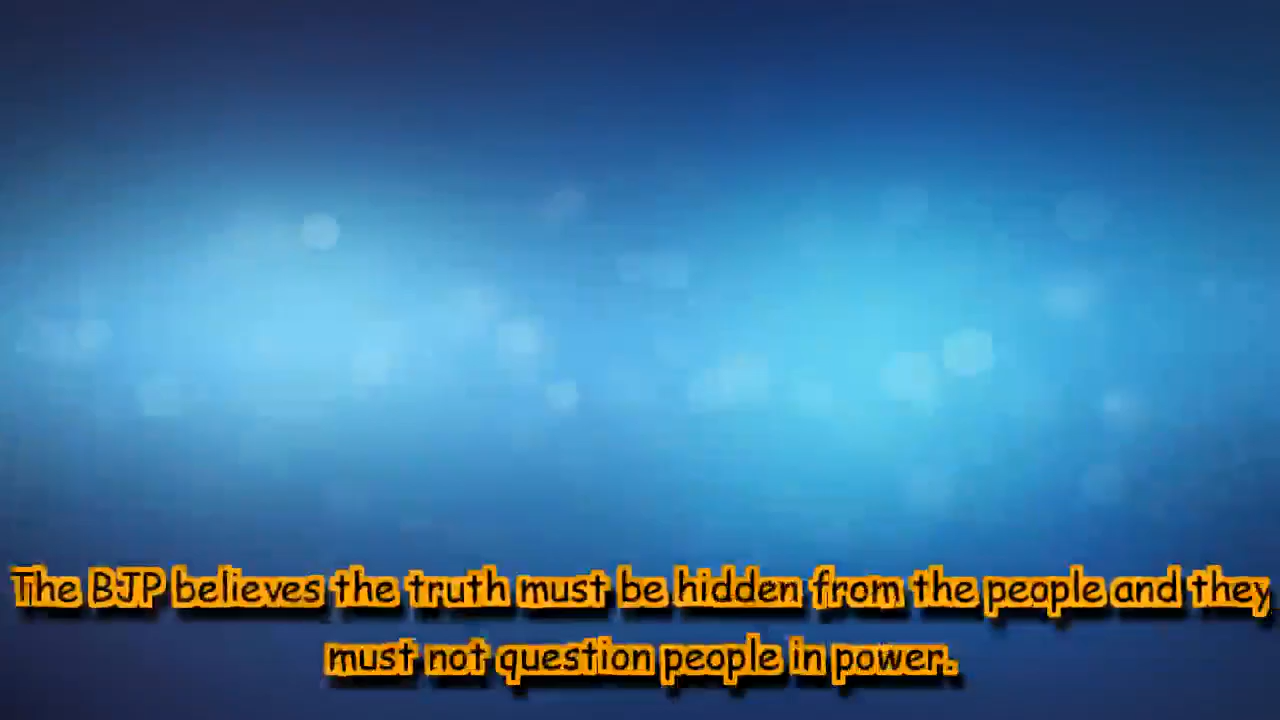 The BJP believes the truth must be hidden from the people and they
must not question people in power.